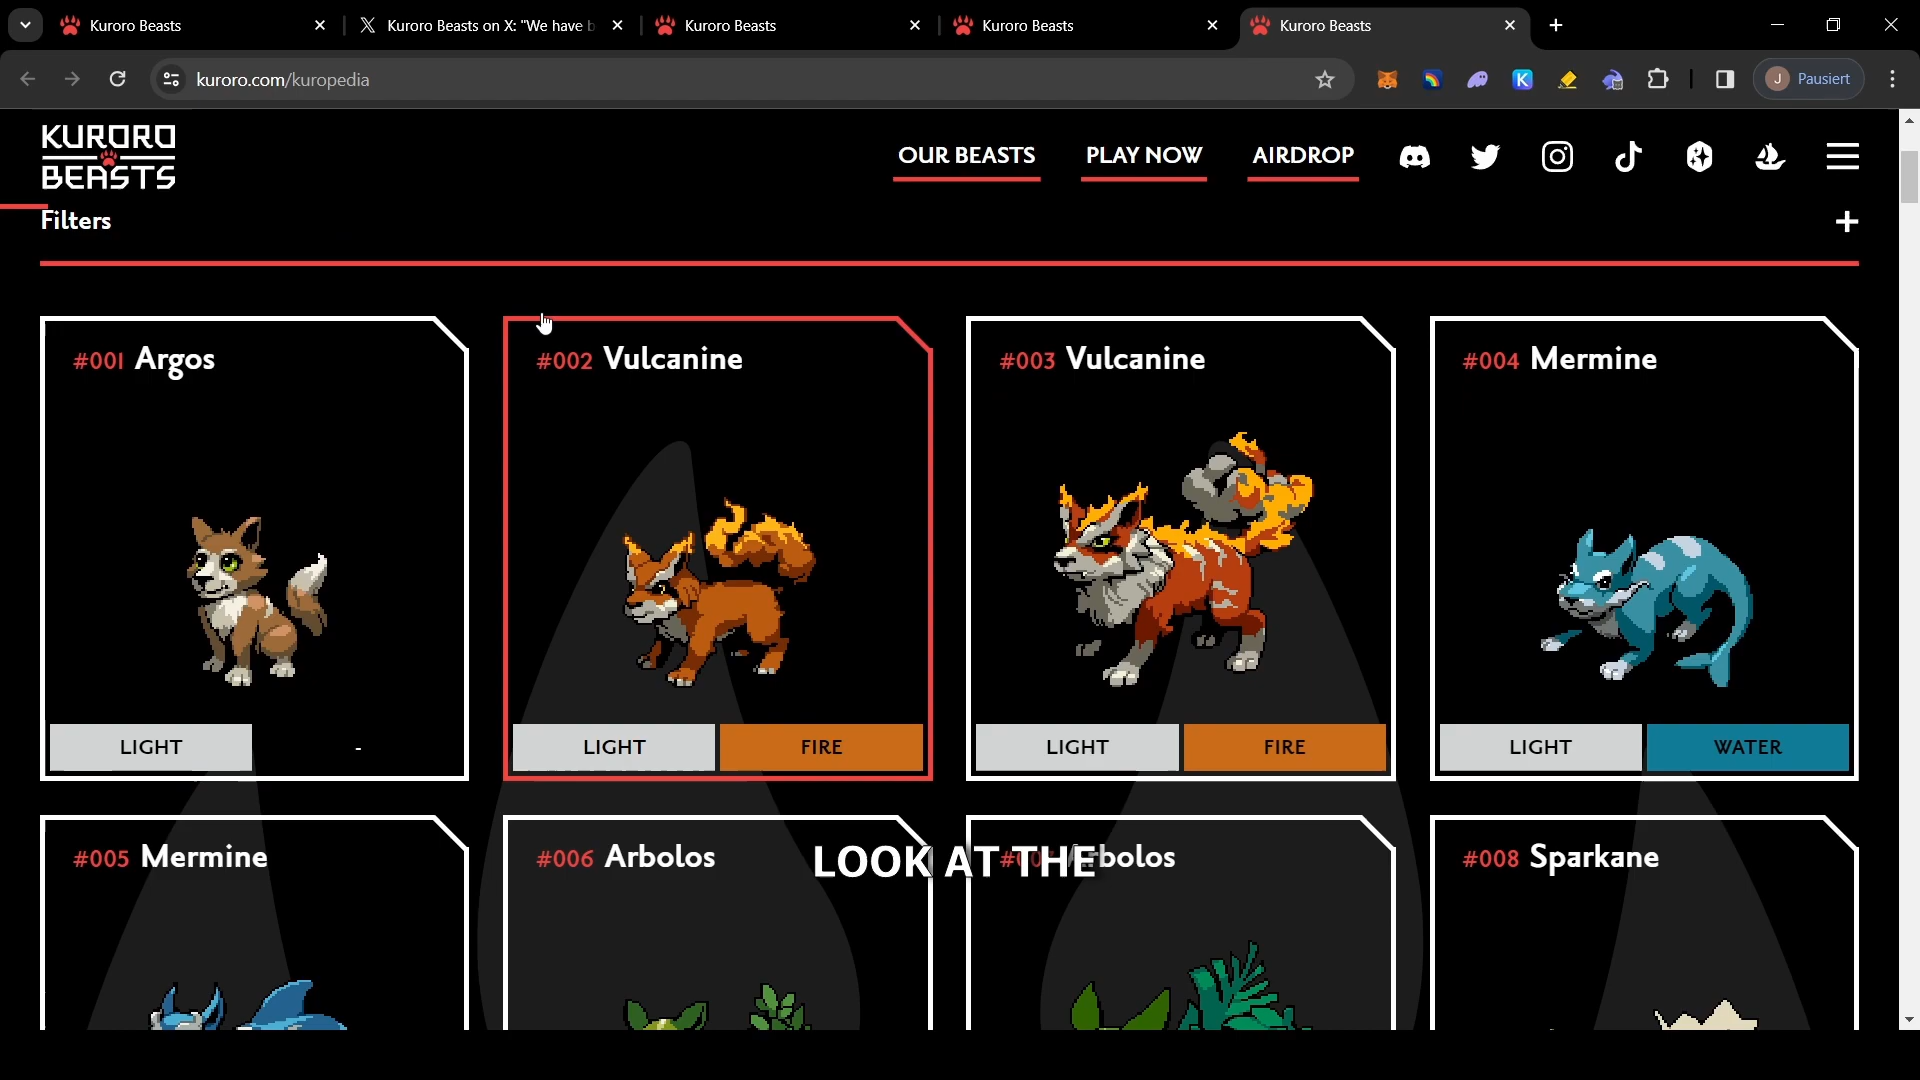 Kuroro Beasts
Kuroro Beasts on X: "We have b
Kuroro Beasts
Kuroro Beasts
Kuroro Beasts
kuroro.com/kuropedia
K
J
Pausiert
KURORO
BEASTS
OUR BEASTS
PLAY NOW
AIRDROP
Filters
+
#001 Argos
#002 Vulcanine
#003 Vulcanine
#004 Mermine
LIGHT
-
LIGHT
FIRE
LIGHT
FIRE
LIGHT
WATER
#005 Mermine
#006 Arbolos
Arbolos
#008 Sparkane
LOOK AT THE